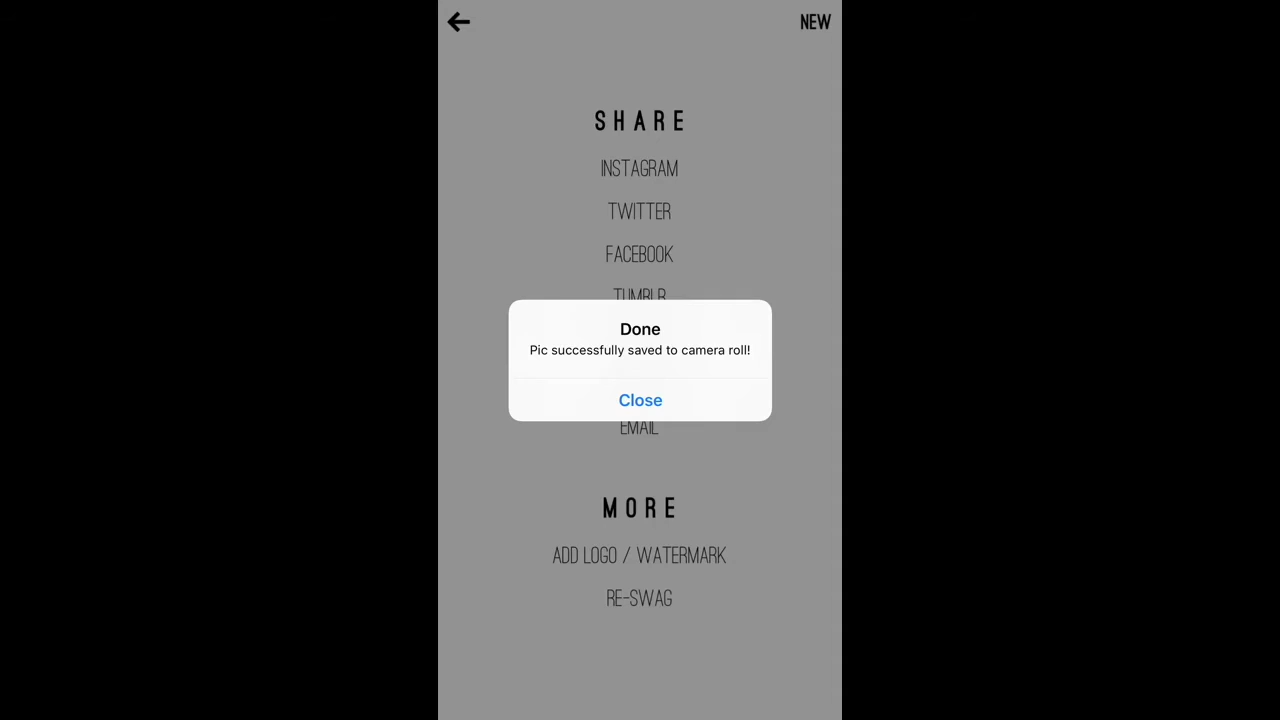 NEW
SHARE
INSTAGRAM
TWITTER
FACEBOOK
TUMBLR
Done
Pic successfully saved to camera roll!
Close
EMAIL
MORE
ADD LOGO / WATERMARK
RE-SWAG